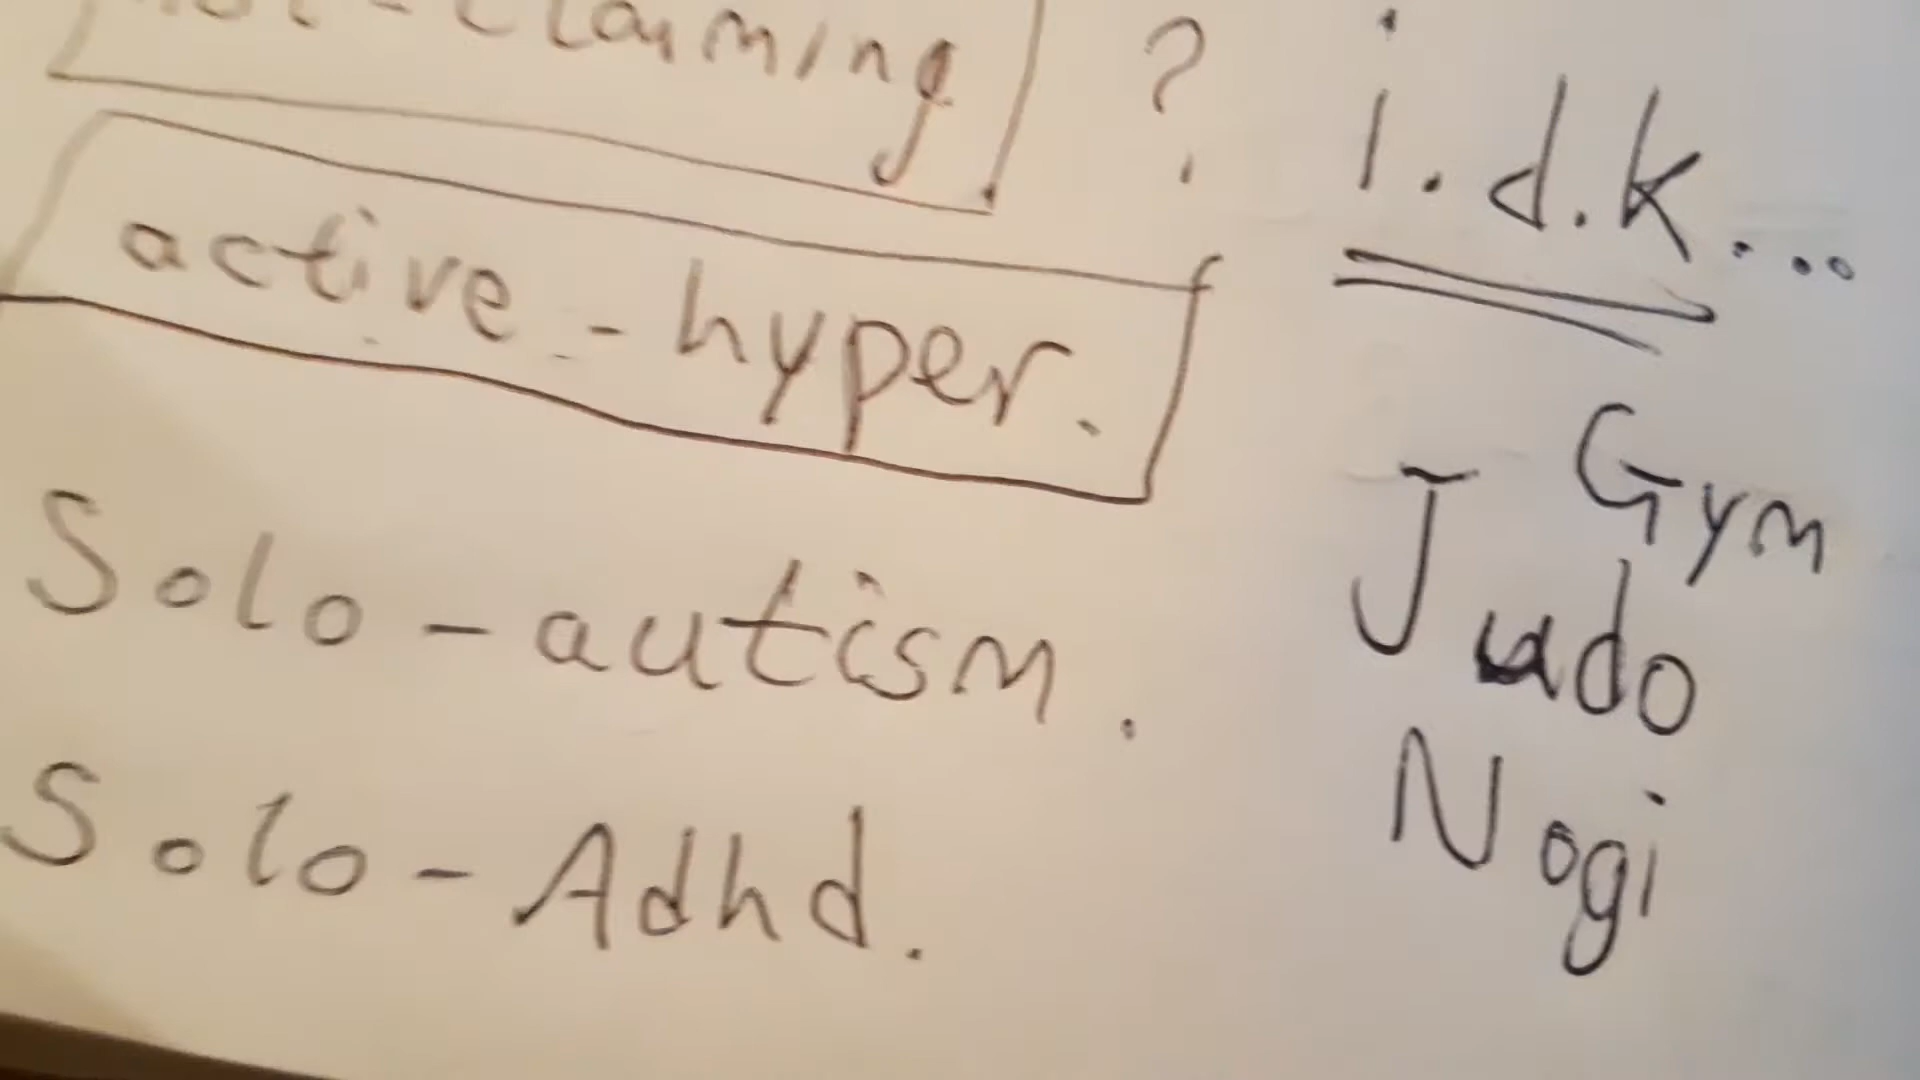 ?
active - hyper.
Solo - autism.
Solo - Adhd.
i.d.k...
Gym
Judo
Nogi